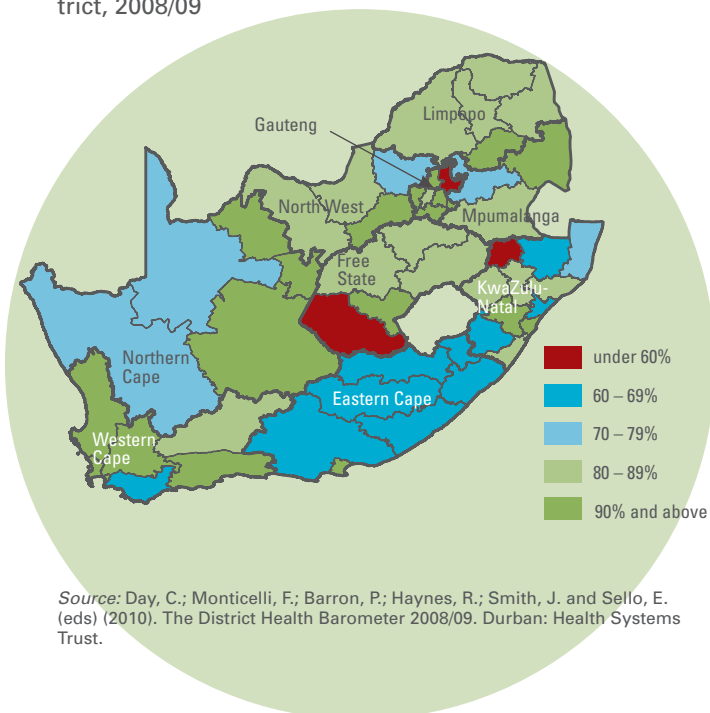 trict, 2008/09
Gauteng
Limpopo
North West
Mpumalanga
Free
State
KwaZulu-
Natal
Northern
Cape
Eastern Cape
Western
Cape
under 60%
60 – 69%
70 – 79%
80 – 89%
90% and above
Source: Day, C.; Monticelli, F.; Barron, P.; Haynes, R.; Smith, J. and Sello, E.
(eds) (2010). The District Health Barometer 2008/09. Durban: Health Systems
Trust.